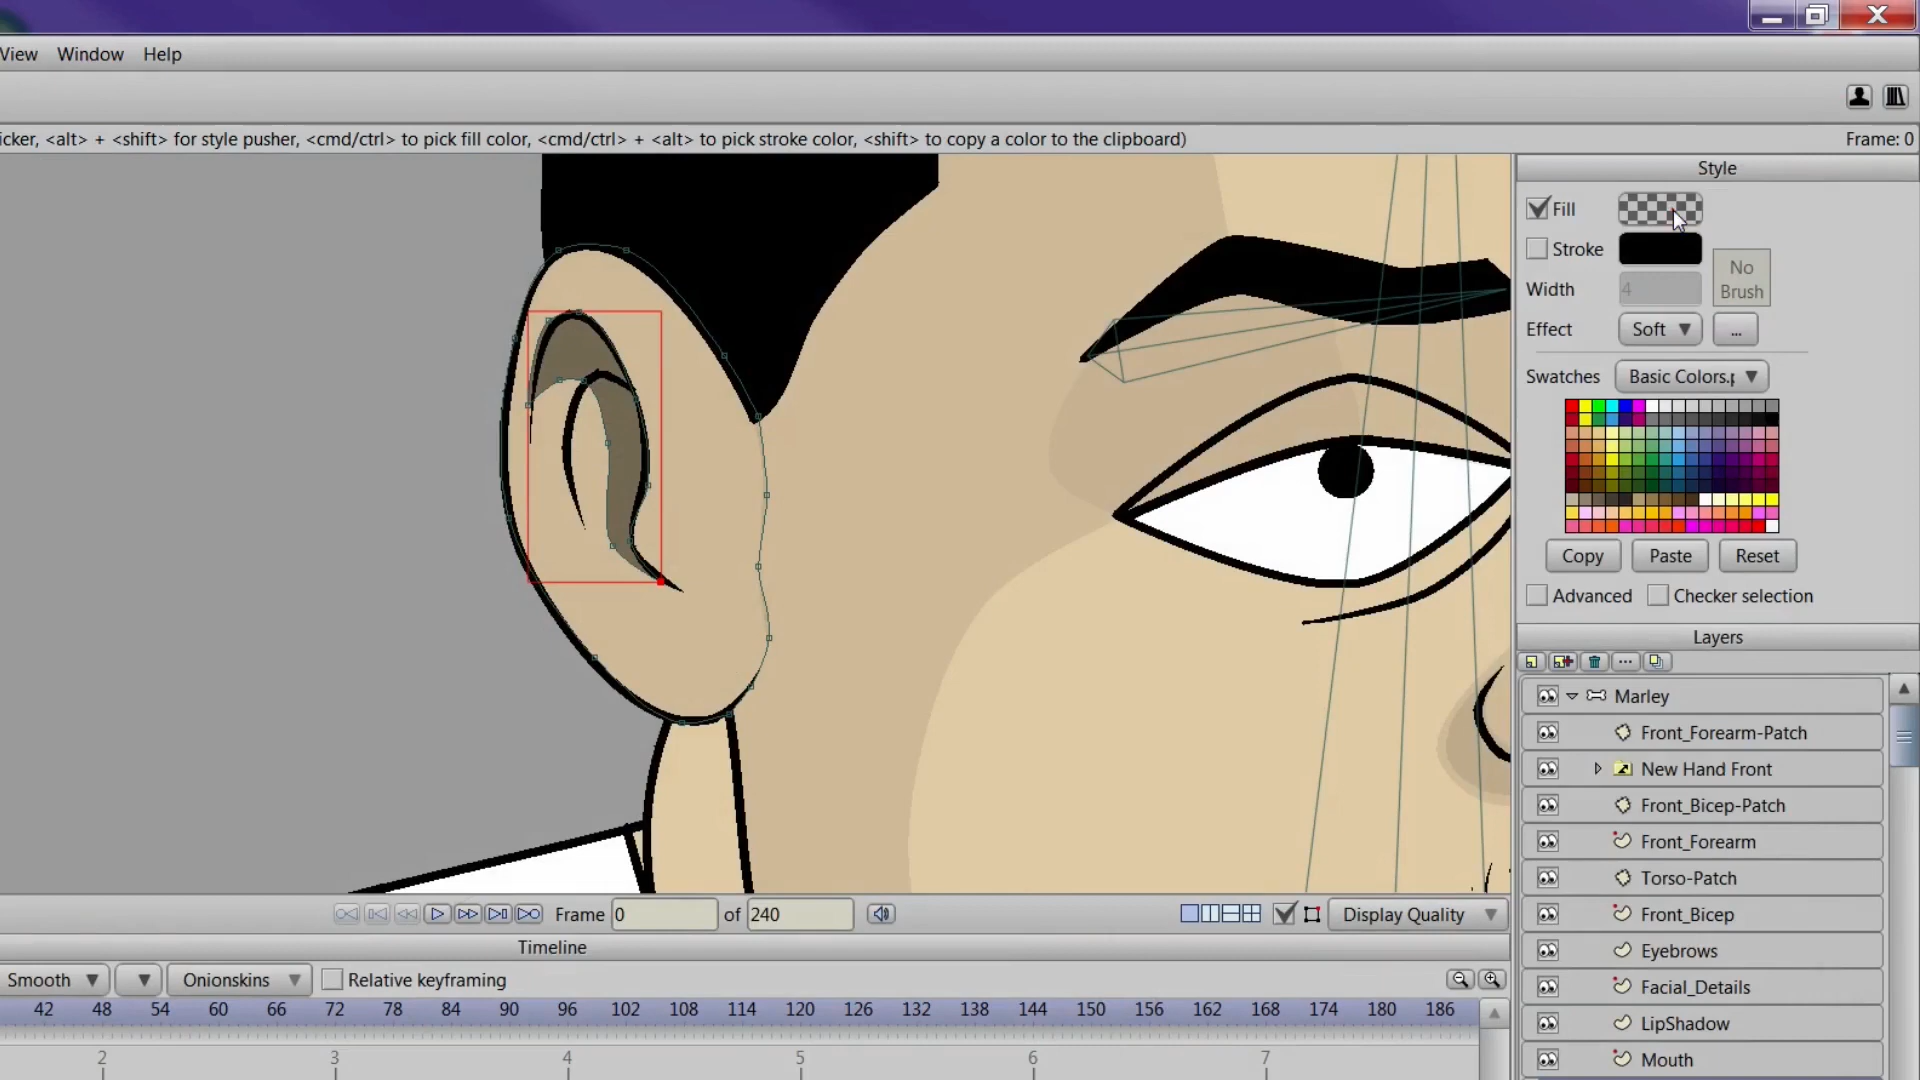 View Window Help
icker, <alt> + <shift> for style pusher, <cmd/ctrl> to pick fill color, <cmd/ctrl> + <alt> to pick stroke color, <shift> to copy a color to the clipboard) Frame: 0
Style
Fill
Stroke
Width 4
No Brush
Effect Soft ...
Swatches Basic Colors.p
Copy Paste Reset
Advanced Checker selection
Layers
Marley
Front_Forearm-Patch
New Hand Front
Front_Bicep-Patch
Front_Forearm
Torso-Patch
Front_Bicep
Eyebrows
Facial_Details
LipShadow
Mouth
Frame 0 of 240 Display Quality
Timeline
Smooth Onionskins Relative keyframing
42 48 54 60 66 72 78 84 90 96 102 108 114 120 126 132 138 144 150 156 162 168 174 180 186
2 3 4 5 6 7